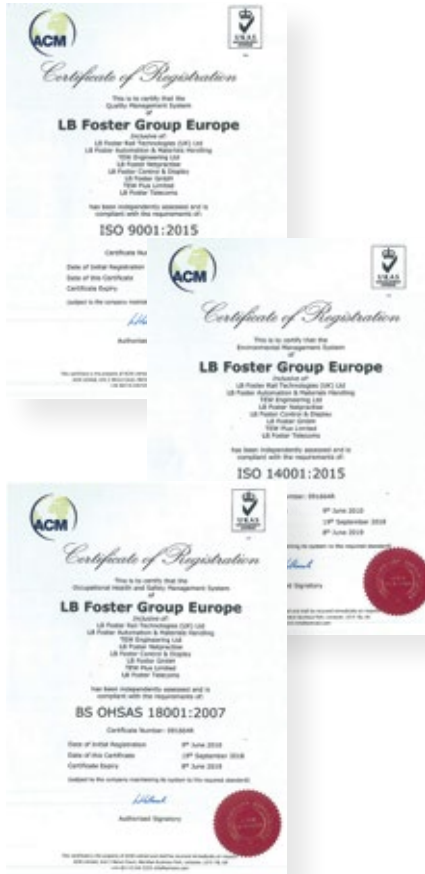 ACM
UKAS
Certificate of Registration
This is to certify that the
Quality Management System
of
LB Foster Group Europe
Inclusive of:
LB Foster Rail Technologies (UK) Ltd
LB Foster Automation & Materials Handling
TEW Engineering Ltd
LB Foster Netpractise
LB Foster Control & Display
LB Foster GmbH
TEW Plus Limited
LB Foster Telecoms
has been independently assessed and is
compliant with the requirements of:
ISO 9001:2015
Certificate Nu
Date of Initial Registration
Date of this Certificate
Certificate Expiry
Authorised
ACM
UKAS
Certificate of Registration
This is to certify that the
Environmental Management System
of
LB Foster Group Europe
Inclusive of:
LB Foster Rail Technologies (UK) Ltd
LB Foster Automation & Materials Handling
TEW Engineering Ltd
LB Foster Netpractise
LB Foster Control & Display
LB Foster GmbH
TEW Plus Limited
LB Foster Telecoms
has been independently assessed and is
compliant with the requirements of:
ISO 14001:2015
8th June 2010
19th September 2018
8th June 2019
Signatory
ACM
UKAS
Certificate of Registration
This is to certify that the
Occupational Health and Safety Management System
of
LB Foster Group Europe
Inclusive of:
LB Foster Rail Technologies (UK) Ltd
LB Foster Automation & Materials Handling
TEW Engineering Ltd
LB Foster Netpractise
LB Foster Control & Display
LB Foster GmbH
TEW Plus Limited
LB Foster Telecoms
has been independently assessed and is
compliant with the requirements of:
BS OHSAS 18001:2007
Certificate Number: 0916648
Date of Initial Registration 8th June 2010
Date of this Certificate 19th September 2018
Certificate Expiry 8th June 2019
(subject to the company maintaining its system to the required standard)
Authorised Signatory